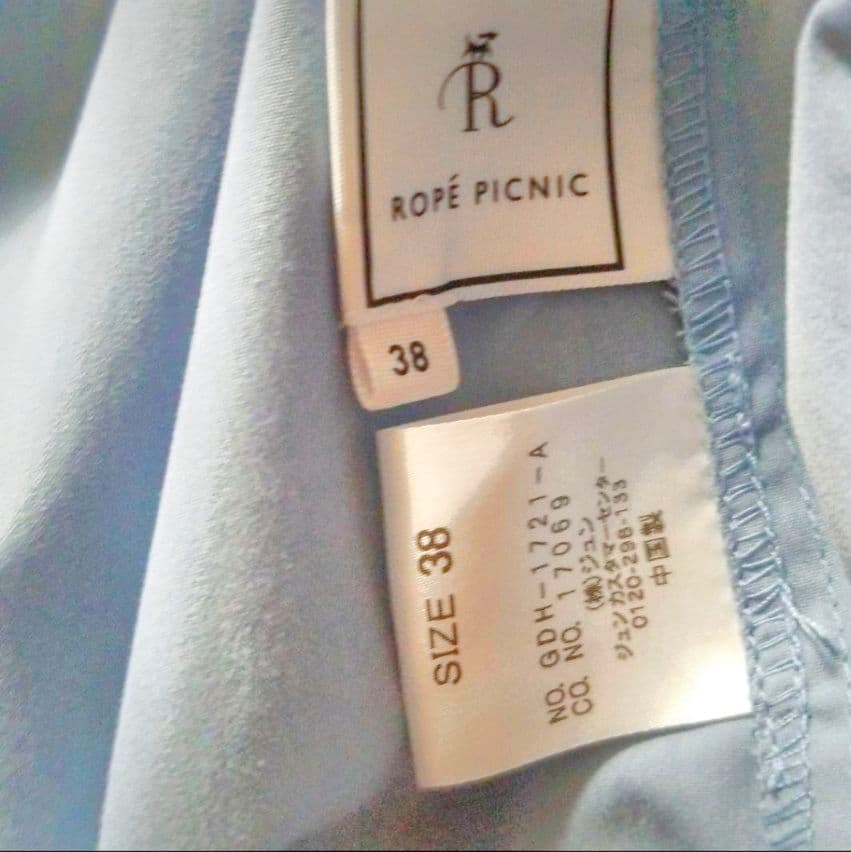 R
ROPÉ PICNIC
38
SIZE 38
NO. GDH-1721-A
CO. NO. 17069
(株)ジュン
ジュンカスタマーセンター
0120-298-133
中国製